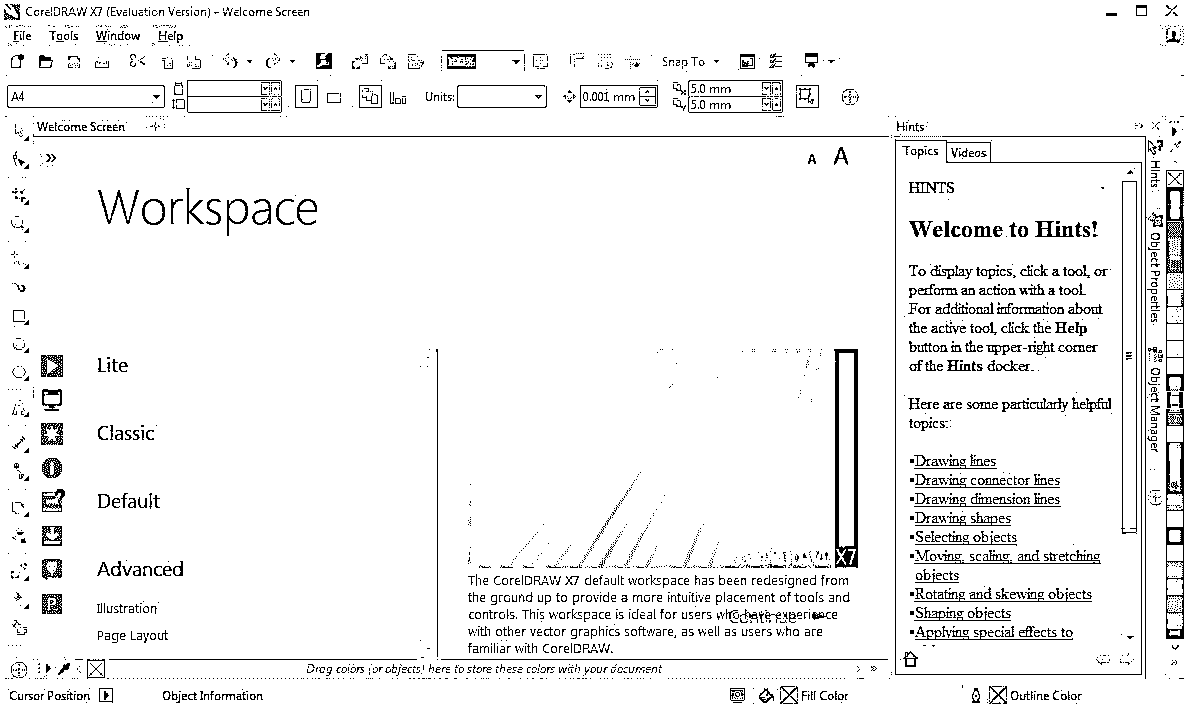 CorelDRAW X7 (Evaluation Version) - Welcome Screen
File Tools Window Help
Snap To
A4
Units:
0.001 mm
5.0 mm
5.0 mm
Welcome Screen
A A
Workspace
Lite
Classic
Default
Advanced
Illustration
Page Layout
X7
The CorelDRAW X7 default workspace has been redesigned from
the ground up to provide a more intuitive placement of tools and
controls. This workspace is ideal for users who have experience
with other vector graphics software, as well as users who are
familiar with CorelDRAW.
Continue
Hints
Topics Videos
HINTS
Welcome to Hints!
To display topics, click a tool, or
perform an action with a tool.
For additional information about
the active tool, click the Help
button in the upper-right corner
of the Hints docker.
Here are some particularly helpful
topics:
▪Drawing lines
▪Drawing connector lines
▪Drawing dimension lines
▪Drawing shapes
▪Selecting objects
▪Moving, scaling, and stretching
objects
▪Rotating and skewing objects
▪Shaping objects
▪Applying special effects to
Hints
Object Properties
Object Manager
Drag colors (or objects) here to store these colors with your document
Cursor Position
Object Information
Fill Color
Outline Color